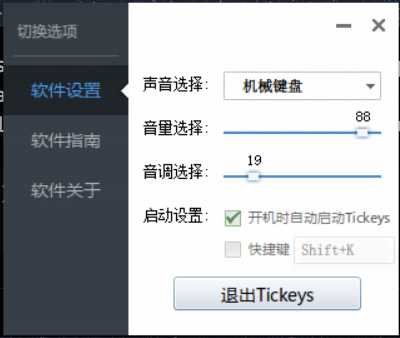 切换选项
软件设置
软件指南
软件关于
声音选择: 机械键盘
音量选择: 88
音调选择: 19
启动设置: 开机时自动启动Tickeys
快捷键 Shift+K
退出Tickeys